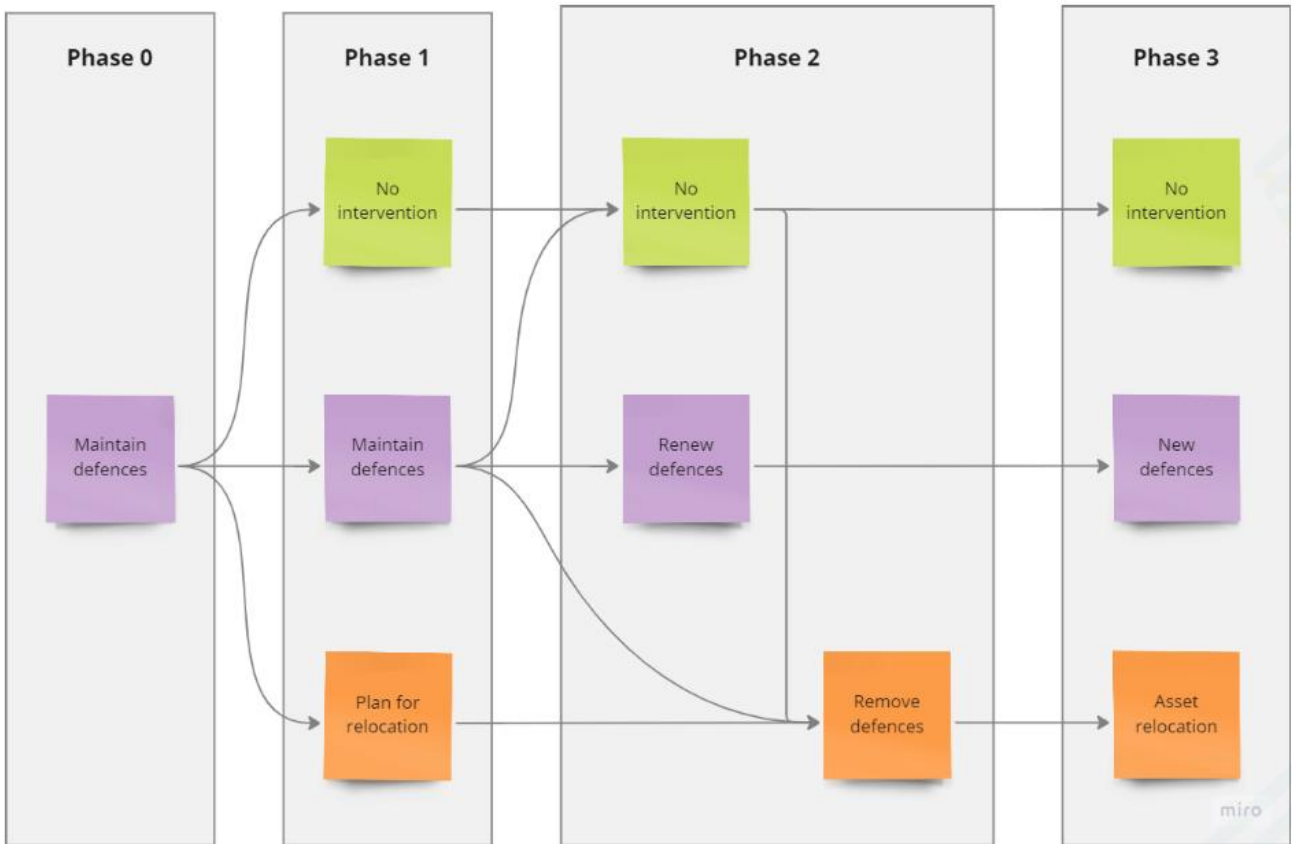 Phase 0
Phase 1
Phase 2
Phase 3
No
intervention
No
intervention
No
intervention
Maintain
defences
Maintain
defences
Renew
defences
New
defences
Plan for
relocation
Remove
defences
Asset
relocation
miro